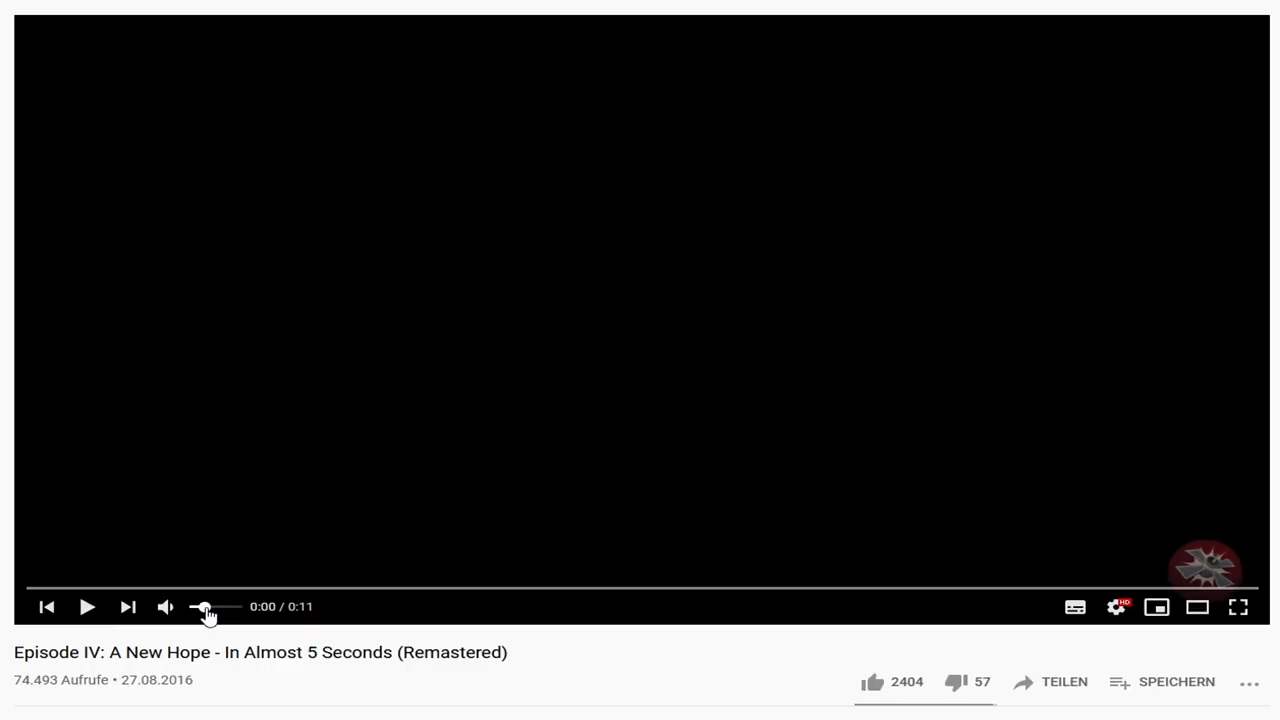 0:00 / 0:11
HD
Episode IV: A New Hope - In Almost 5 Seconds (Remastered)
74.493 Aufrufe • 27.08.2016
2404 57 TEILEN SPEICHERN